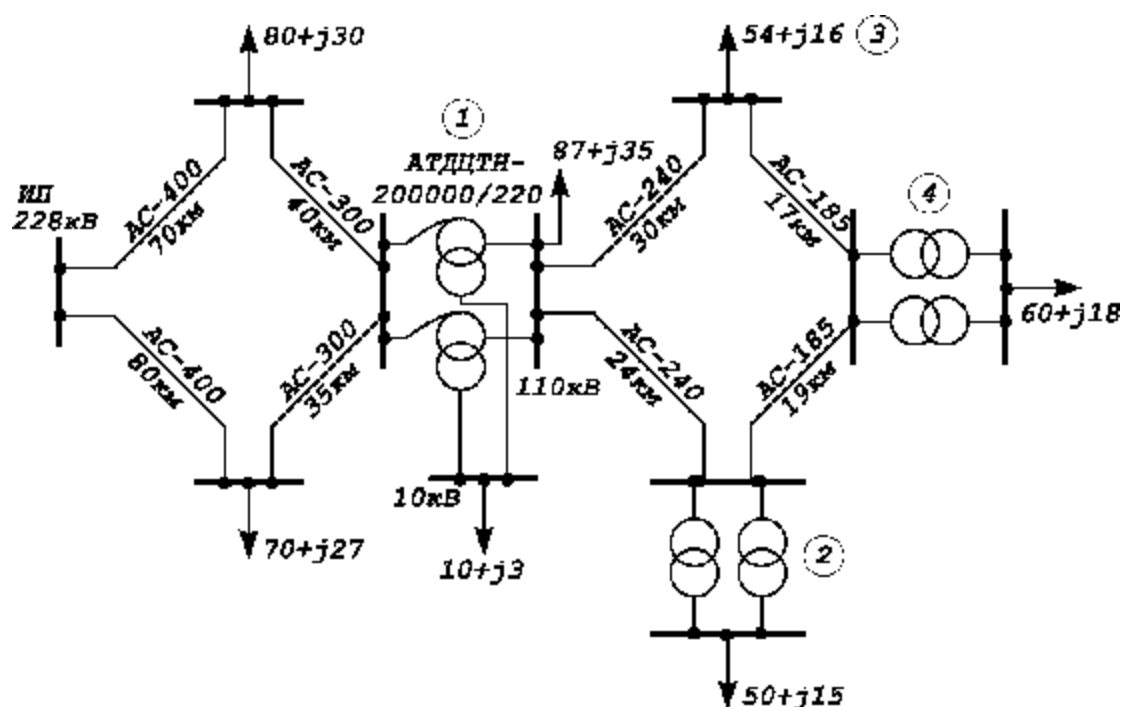 80+j30
54+j16
3
1
АТДЦТН-
200000/220
87+j35
ИП
228кВ
АС-400
70км
АС-300
40км
АС-240
30км
АС-185
17км
4
60+j18
АС-400
80км
АС-300
35км
110кВ
АС-240
24км
АС-185
19км
10кВ
70+j27
10+j3
2
50+j15